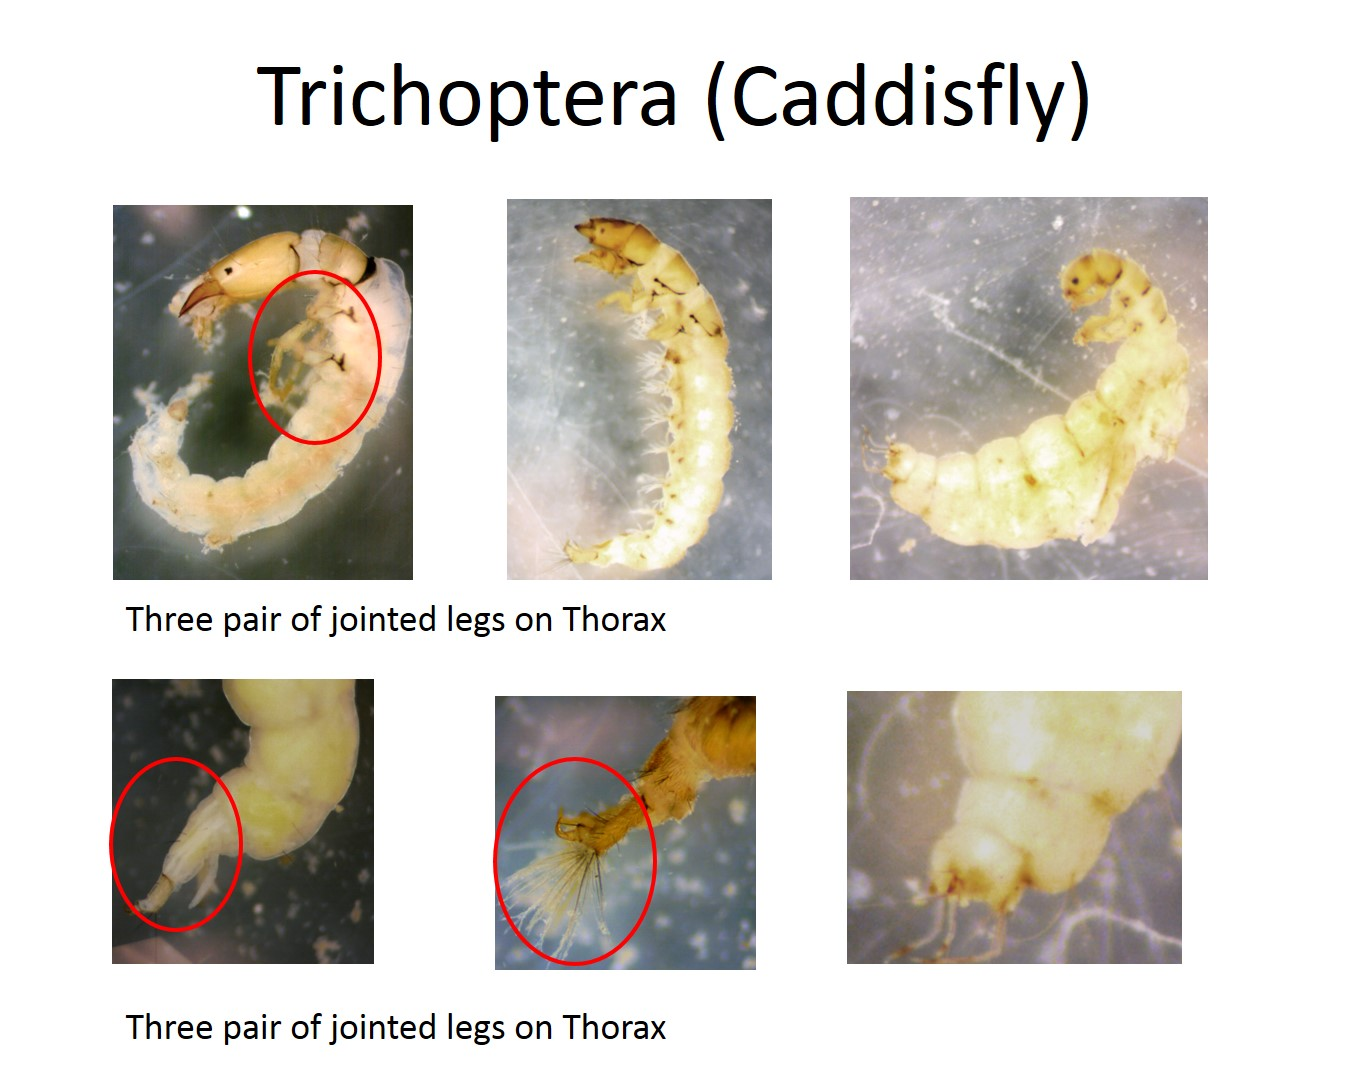 Trichoptera (Caddisfly)
Three pair of jointed legs on Thorax
Three pair of jointed legs on Thorax